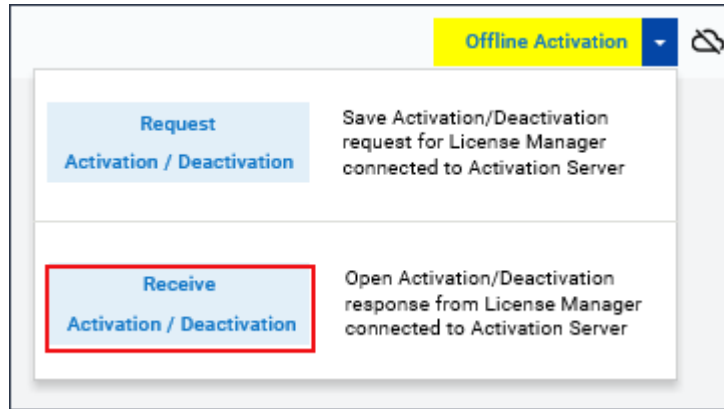 Offline Activation
Request
Activation / Deactivation
Save Activation/Deactivation
request for License Manager
connected to Activation Server
Receive
Activation / Deactivation
Open Activation/Deactivation
response from License Manager
connected to Activation Server